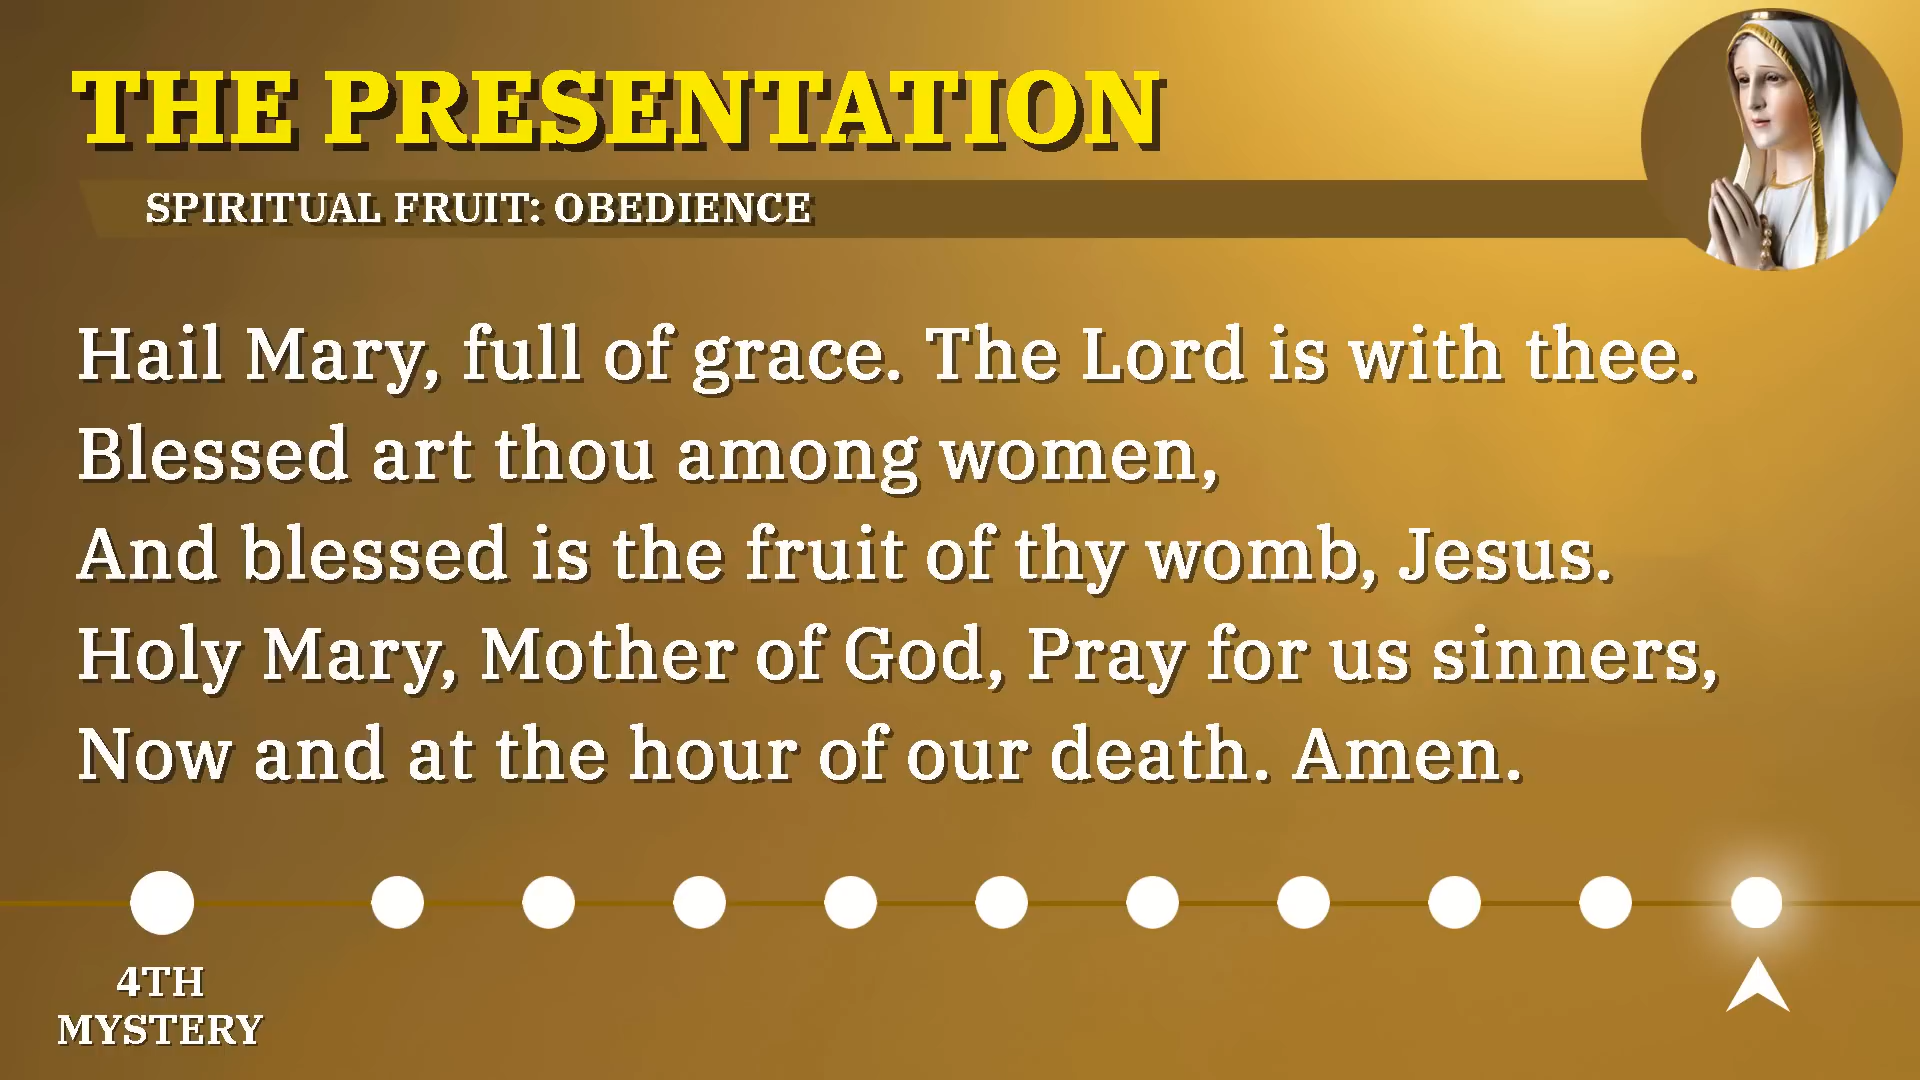 THE PRESENTATION
SPIRITUAL FRUIT: OBEDIENCE
Hail Mary, full of grace. The Lord is with thee.
Blessed art thou among women,
And blessed is the fruit of thy womb, Jesus.
Holy Mary, Mother of God, Pray for us sinners,
Now and at the hour of our death. Amen.
4TH
MYSTERY